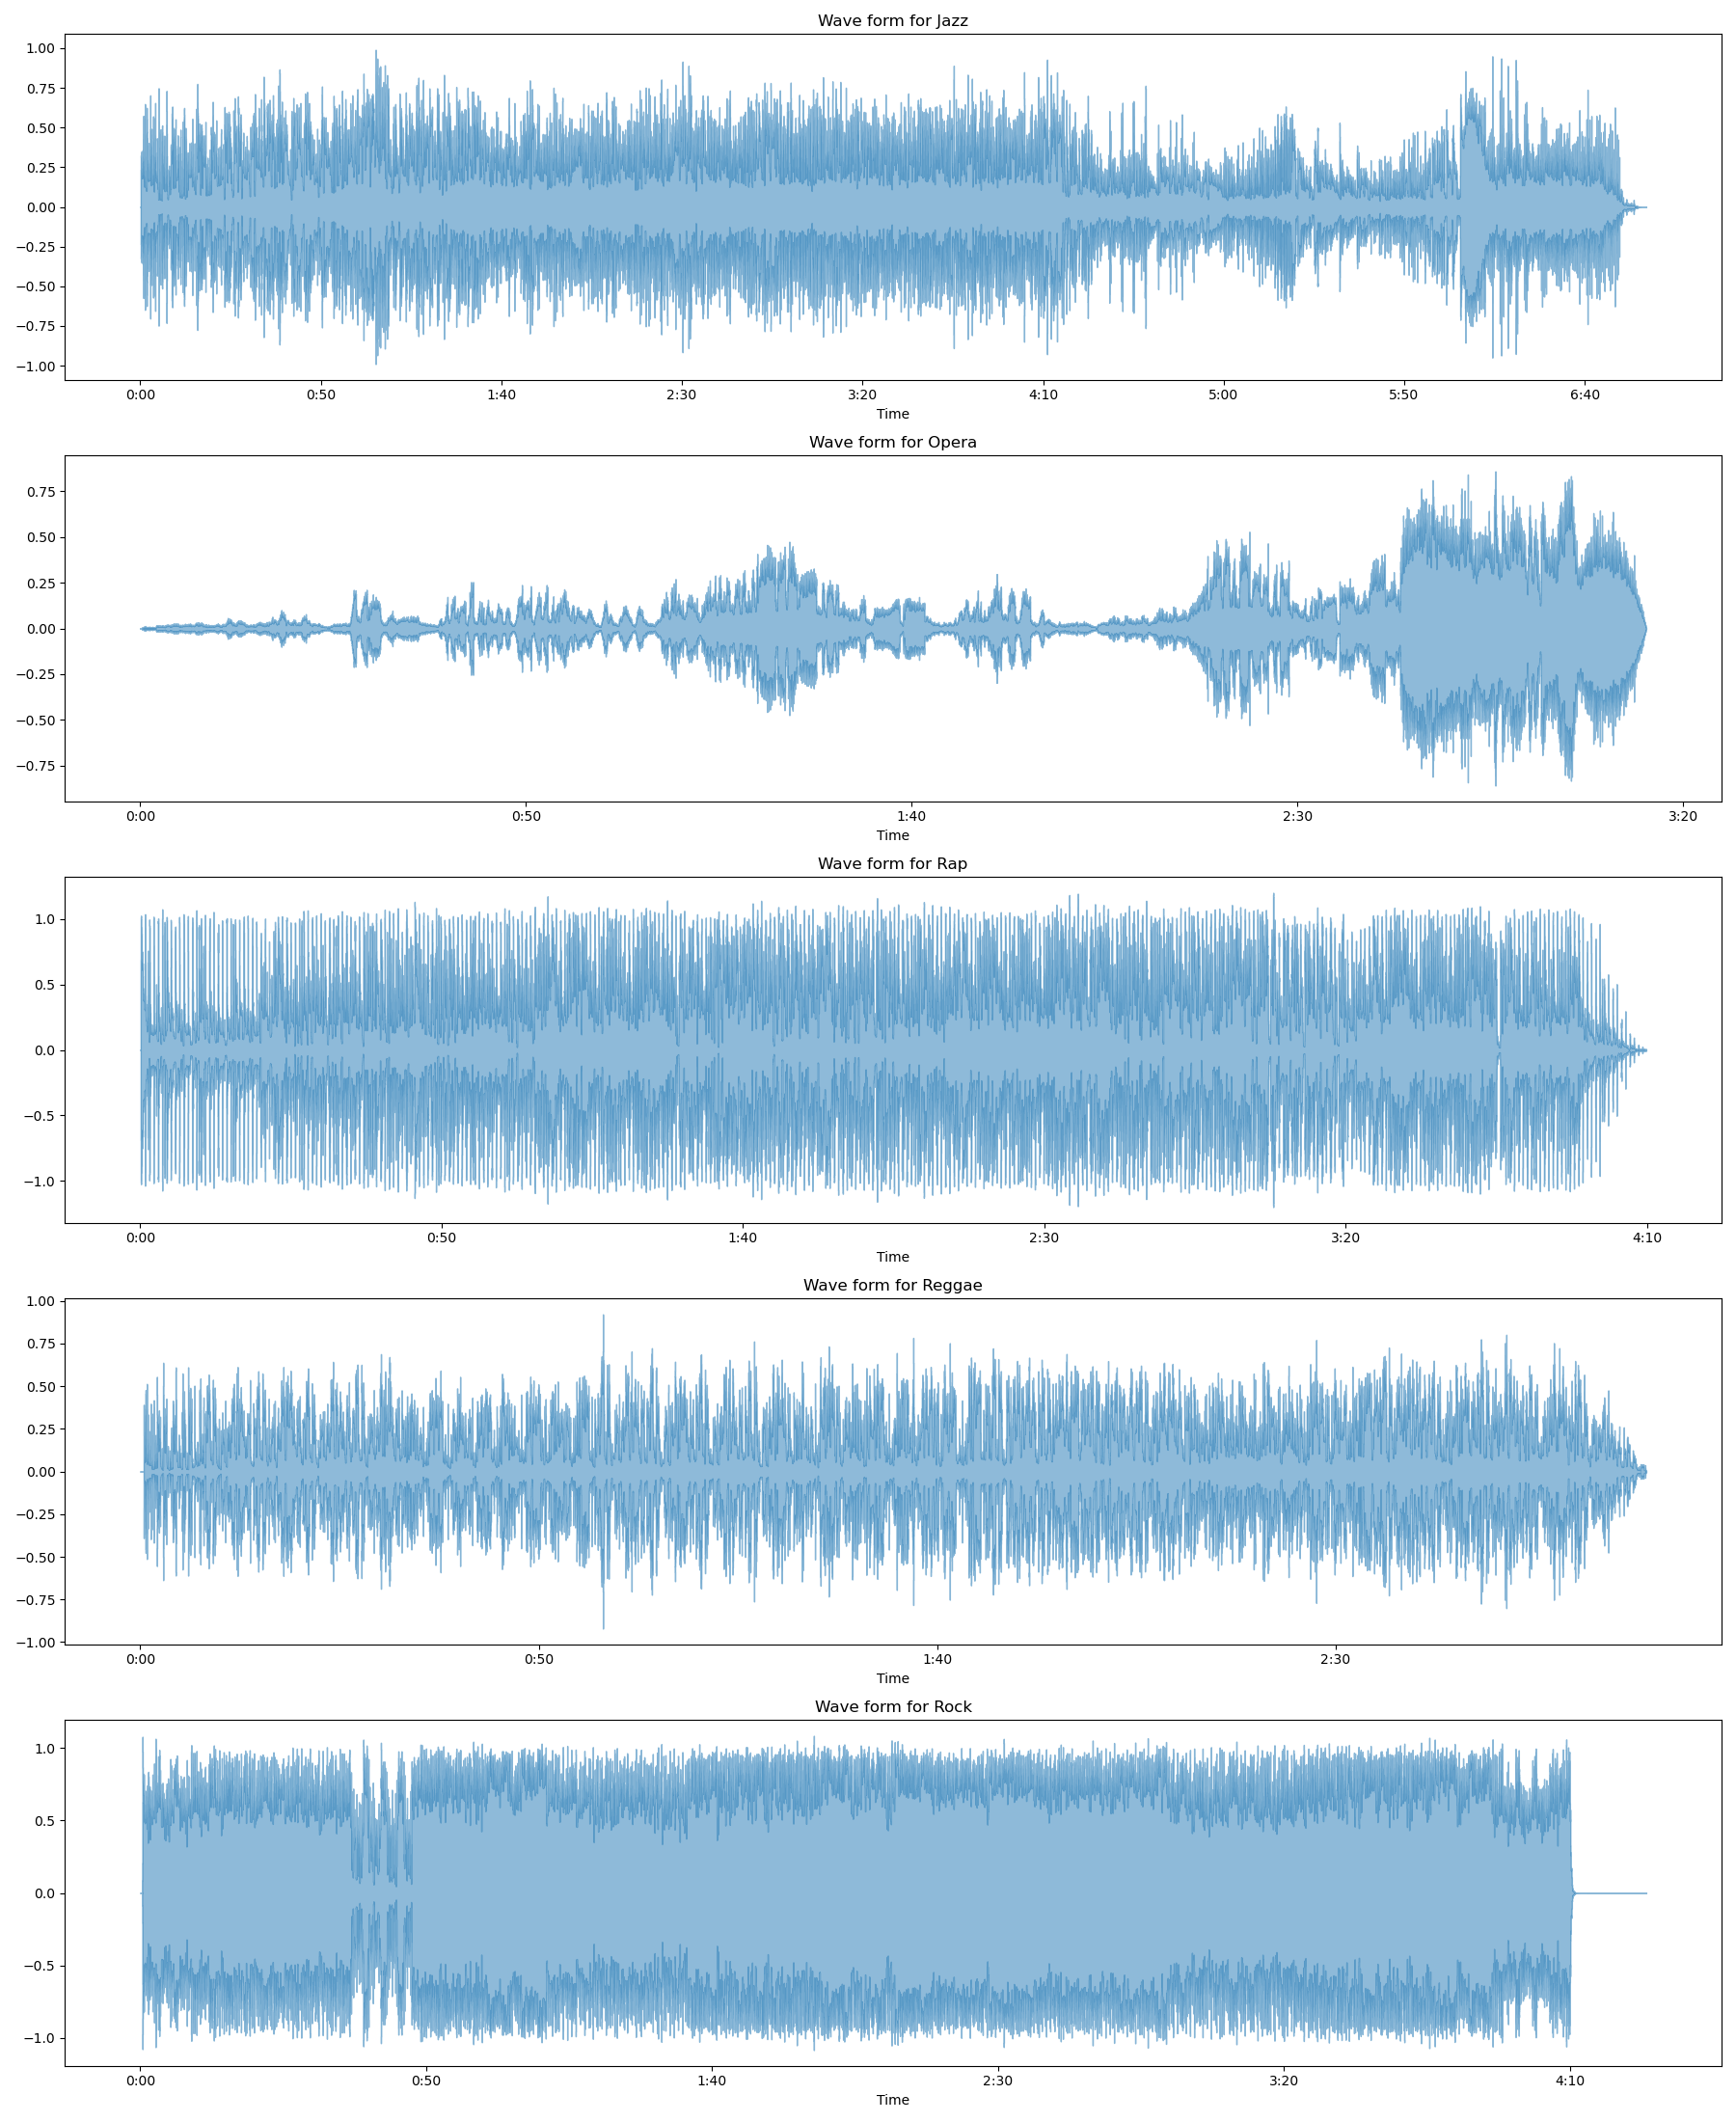 Wave form for Jazz
1.00
0.75
0.50
0.25
0.00
−0.25
−0.50
−0.75
−1.00
0:00 0:50 1:40 2:30 3:20 4:10 5:00 5:50 6:40
Time
Wave form for Opera
0.75
0.50
0.25
0.00
−0.25
−0.50
−0.75
0:00 0:50 1:40 2:30 3:20
Time
Wave form for Rap
1.0
0.5
0.0
−0.5
−1.0
0:00 0:50 1:40 2:30 3:20 4:10
Time
Wave form for Reggae
1.00
0.75
0.50
0.25
0.00
−0.25
−0.50
−0.75
−1.00
0:00 0:50 1:40 2:30
Time
Wave form for Rock
1.0
0.5
0.0
−0.5
−1.0
0:00 0:50 1:40 2:30 3:20 4:10
Time